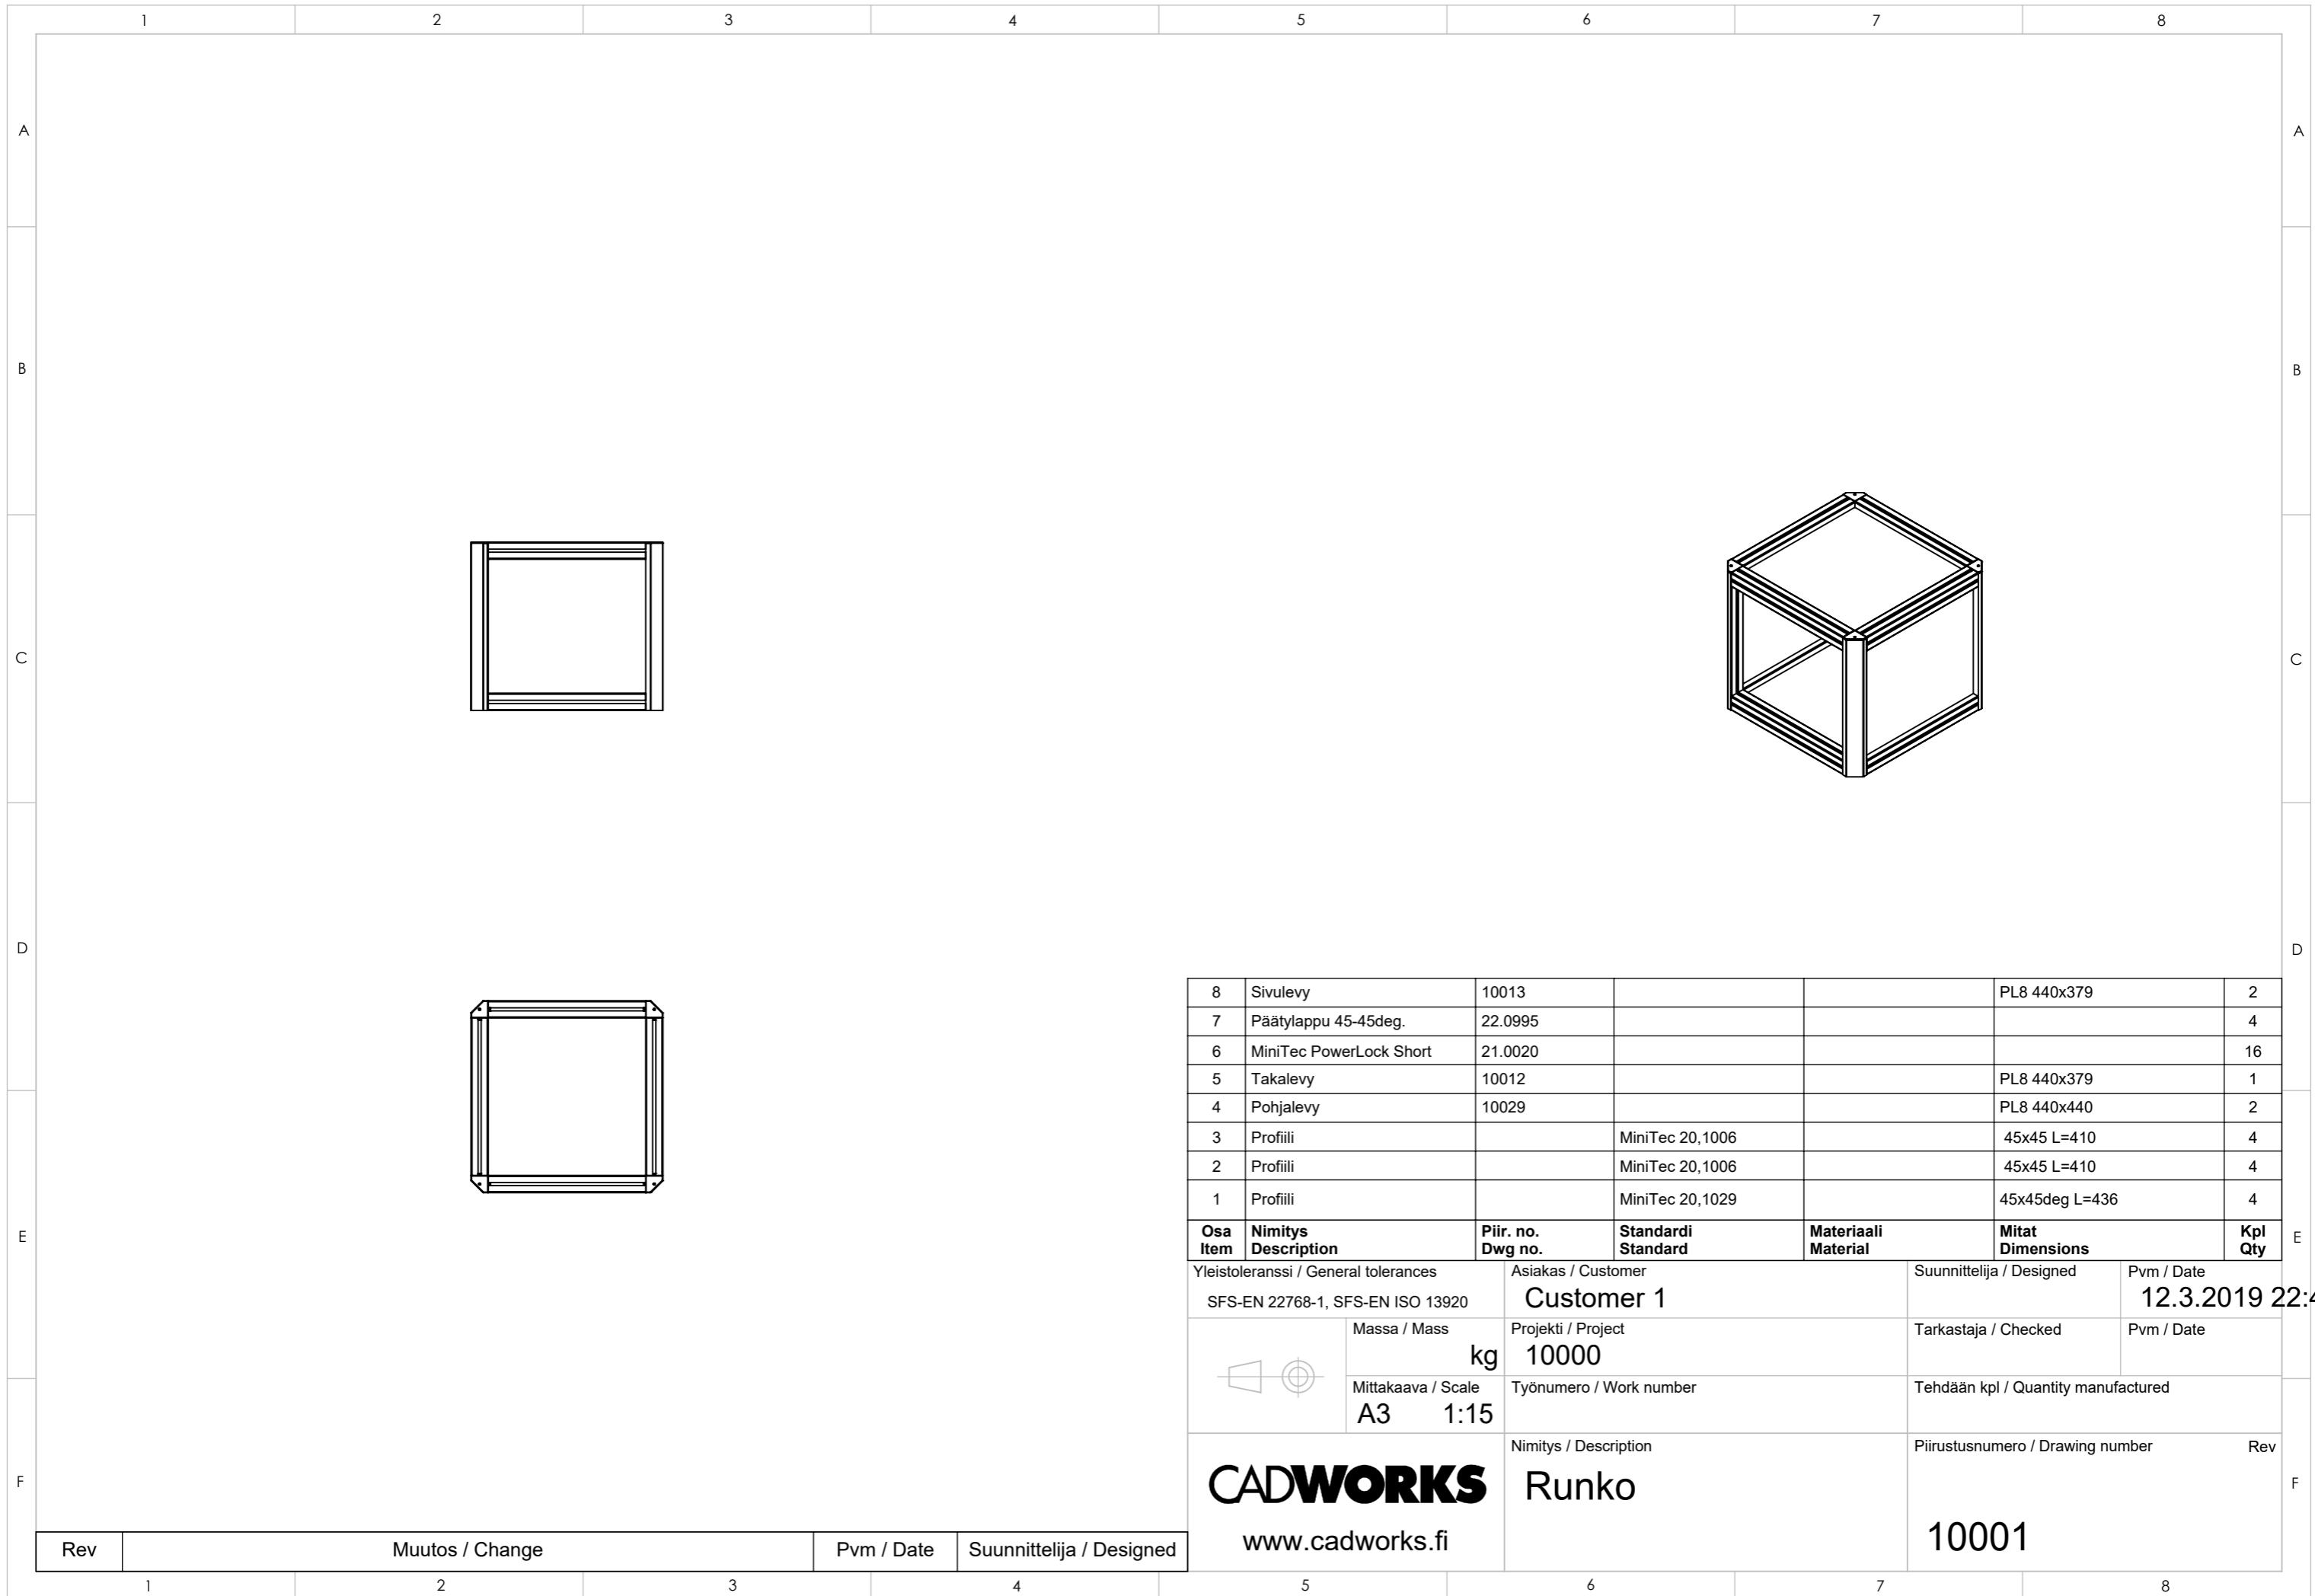 1 2 3 4 5 6 7 8
A A
B B
C C
D D
E E
F F
8 Sivulevy 10013 PL8 440x379 2
7 Päätylappu 45-45deg. 22.0995 4
6 MiniTec PowerLock Short 21.0020 16
5 Takalevy 10012 PL8 440x379 1
4 Pohjalevy 10029 PL8 440x440 2
3 Profiili MiniTec 20,1006 45x45 L=410 4
2 Profiili MiniTec 20,1006 45x45 L=410 4
1 Profiili MiniTec 20,1029 45x45deg L=436 4
Osa Nimitys Piir. no. Standardi Materiaali Mitat Kpl
Item Description Dwg no. Standard Material Dimensions Qty
Yleistoleranssi / General tolerances Asiakas / Customer Suunnittelija / Designed Pvm / Date
SFS-EN 22768-1, SFS-EN ISO 13920 Customer 1 12.3.2019 22:4
Massa / Mass Projekti / Project Tarkastaja / Checked Pvm / Date
kg 10000
Mittakaava / Scale Työnumero / Work number Tehdään kpl / Quantity manufactured
A3 1:15
Nimitys / Description Piirustusnumero / Drawing number Rev
CADWORKS Runko
www.cadworks.fi 10001
Rev Muutos / Change Pvm / Date Suunnittelija / Designed
1 2 3 4 5 6 7 8